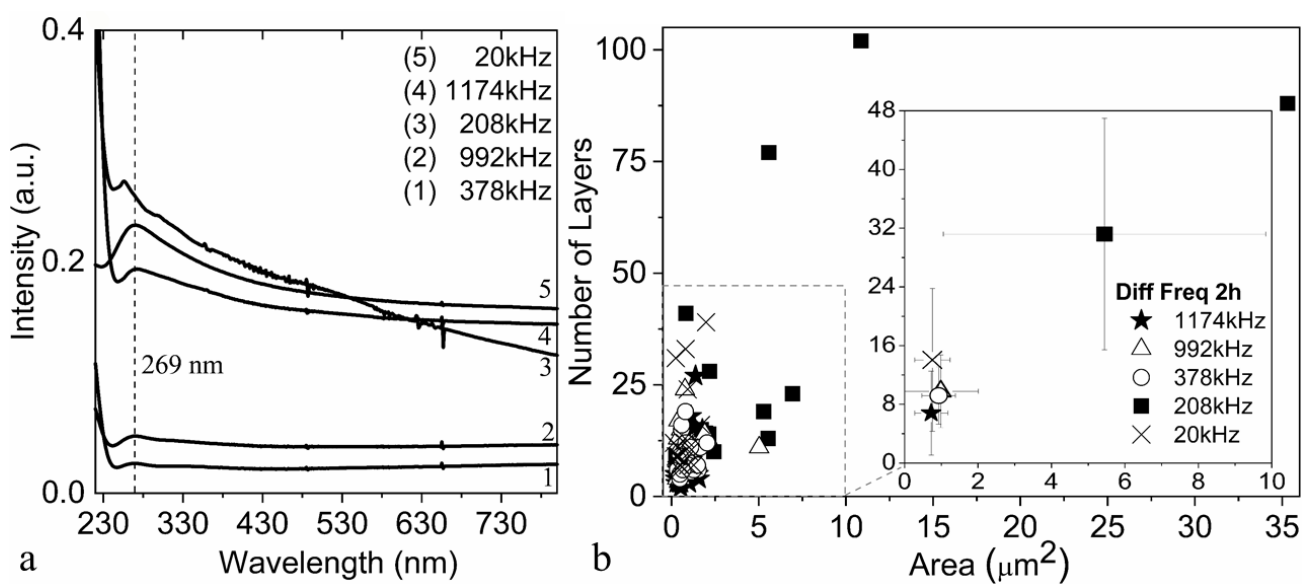 0.4
0.2
0.0
Intensity (a.u.)
(5) 20kHz
(4) 1174kHz
(3) 208kHz
(2) 992kHz
(1) 378kHz
269 nm
5
4
3
2
1
230 330 430 530 630 730
Wavelength (nm)
a
100
75
50
25
0
Number of Layers
48
40
32
24
16
8
0
Diff Freq 2h
1174kHz
992kHz
378kHz
208kHz
20kHz
0 2 4 6 8 10
0 5 10 15 20 25 30 35
Area (μm²)
b